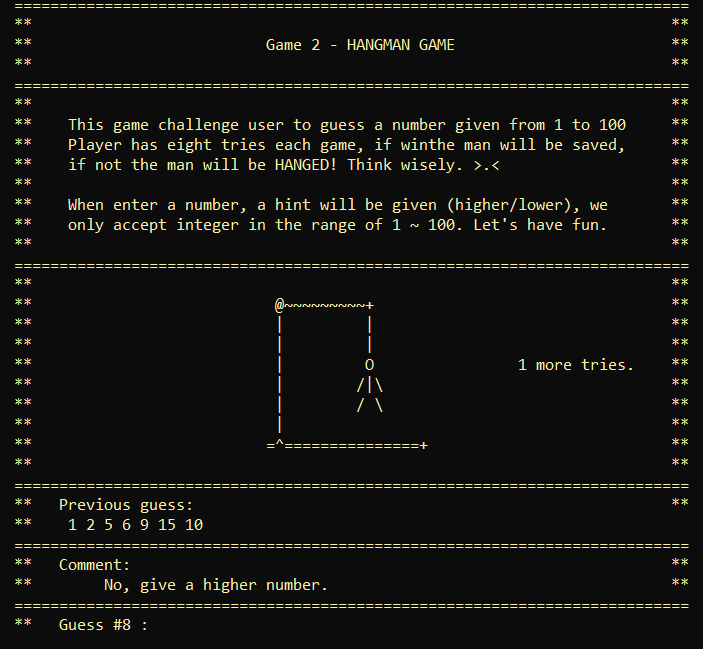 ===========================================================================
** **
** Game 2 - HANGMAN GAME **
** **
===========================================================================
** **
** This game challenge user to guess a number given from 1 to 100 **
** Player has eight tries each game, if winthe man will be saved, **
** if not the man will be HANGED! Think wisely. >.< **
** **
** When enter a number, a hint will be given (higher/lower), we **
** only accept integer in the range of 1 ~ 100. Let's have fun. **
** **
===========================================================================
** **
** @~~~~~~~~~+ **
** | | **
** | | **
** | O 1 more tries. **
** | /|\ **
** | / \ **
** | **
** =^===============+ **
** **
===========================================================================
** Previous guess: **
** 1 2 5 6 9 15 10
===========================================================================
** Comment: **
** No, give a higher number. **
===========================================================================
** Guess #8 :